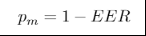 p_m = 1 − EER